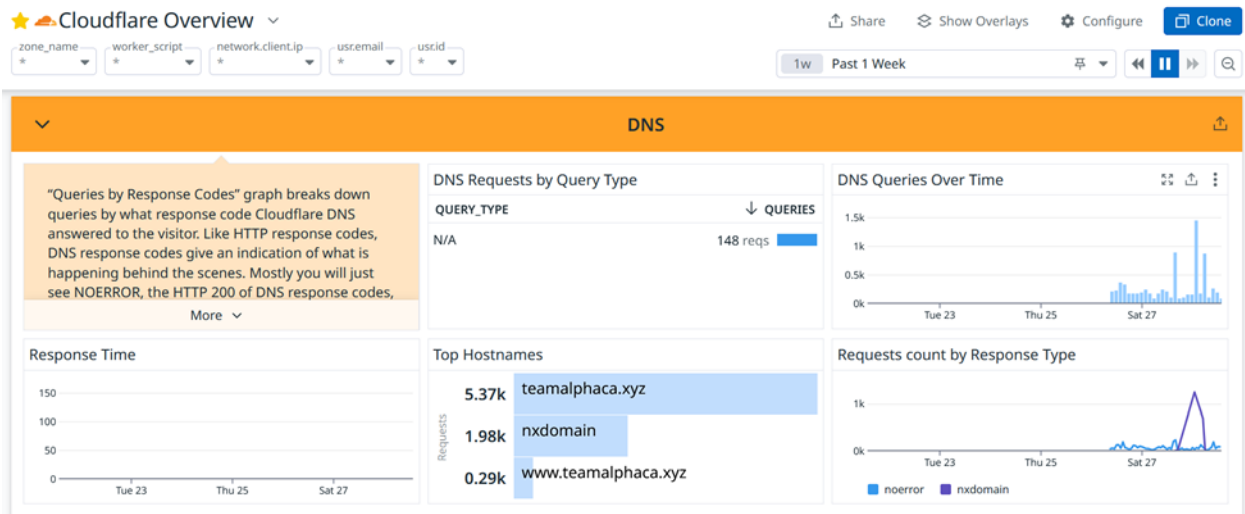 Cloudflare Overview
Share
Show Overlays
Configure
Clone
zone_name
*
worker_script
*
network.client.ip
*
usr.email
*
usr.id
*
1w
Past 1 Week
DNS
“Queries by Response Codes” graph breaks down
queries by what response code Cloudflare DNS
answered to the visitor. Like HTTP response codes,
DNS response codes give an indication of what is
happening behind the scenes. Mostly you will just
see NOERROR, the HTTP 200 of DNS response codes,
More
DNS Requests by Query Type
QUERY_TYPE
QUERIES
N/A
148 reqs
DNS Queries Over Time
1.5k
1k
0.5k
0k
Tue 23
Thu 25
Sat 27
Response Time
150
100
50
0
Tue 23
Thu 25
Sat 27
Top Hostnames
Requests
5.37k teamalphaca.xyz
1.98k nxdomain
0.29k www.teamalphaca.xyz
Requests count by Response Type
1k
0k
Tue 23
Thu 25
Sat 27
noerror
nxdomain